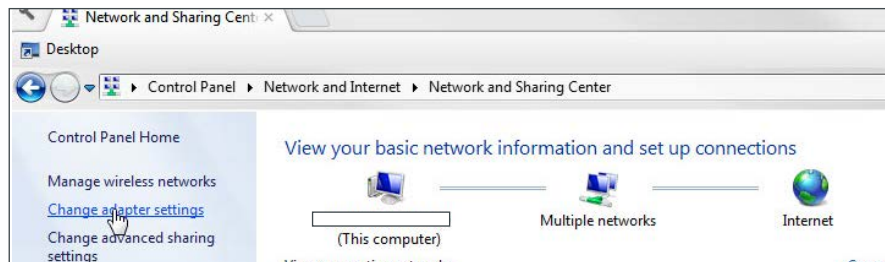 Network and Sharing Cent
Desktop
Control Panel ▸ Network and Internet ▸ Network and Sharing Center
Control Panel Home
Manage wireless networks
Change adapter settings
Change advanced sharing
settings
View your basic network information and set up connections
(This computer)
Multiple networks
Internet